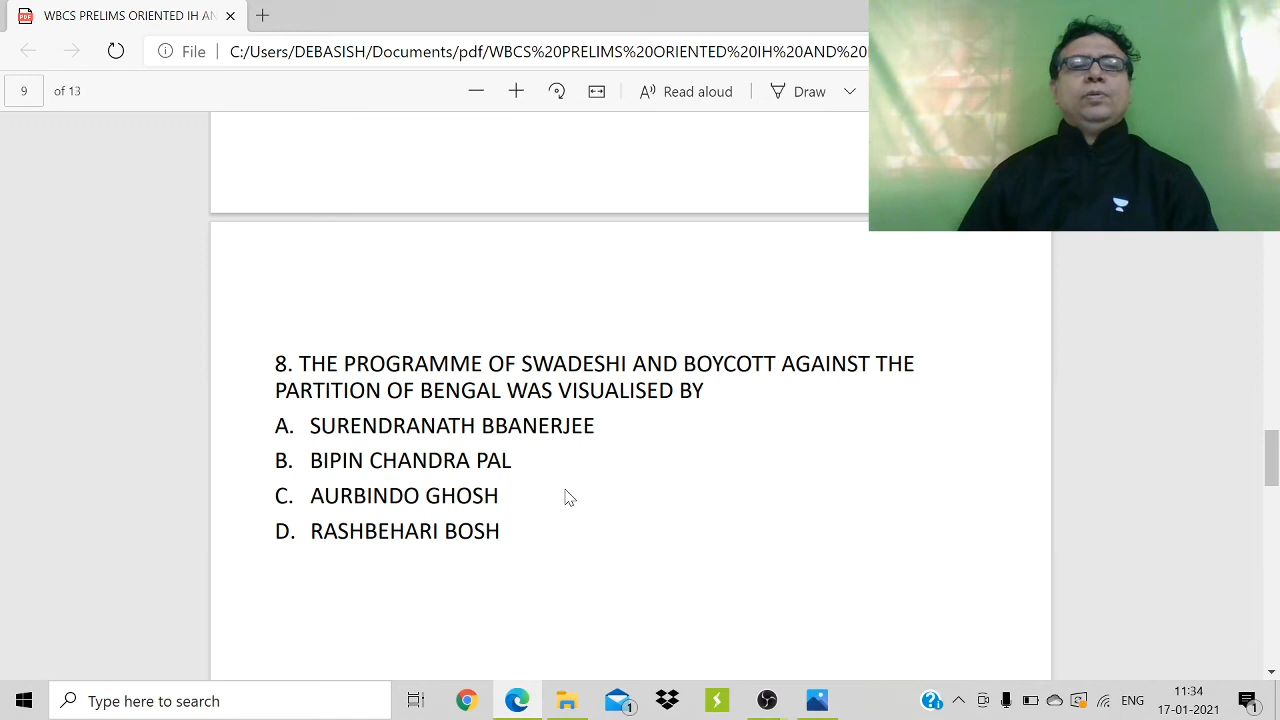 WBCS PRELIMS ORIENTED IH AN
File C:/Users/DEBASISH/Documents/pdf/WBCS%20PRELIMS%20ORIENTED%20IH%20AND%20
9 of 13 Read aloud Draw
8. THE PROGRAMME OF SWADESHI AND BOYCOTT AGAINST THE
PARTITION OF BENGAL WAS VISUALISED BY
A. SURENDRANATH BBANERJEE
B. BIPIN CHANDRA PAL
C. AURBINDO GHOSH
D. RASHBEHARI BOSH
Type here to search
1
ENG
11:34
17-01-2021
1